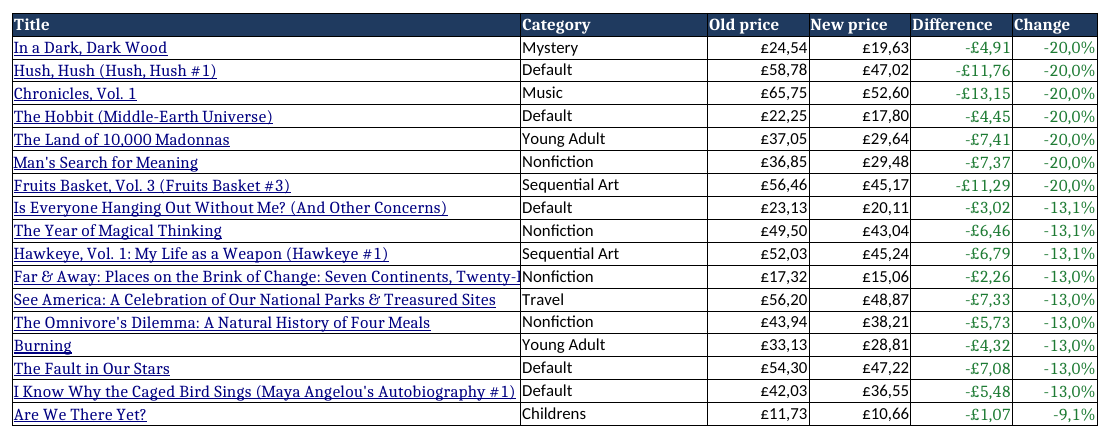 Title Category Old price New price Difference Change
In a Dark, Dark Wood Mystery £24,54 £19,63 -£4,91 -20,0%
Hush, Hush (Hush, Hush #1) Default £58,78 £47,02 -£11,76 -20,0%
Chronicles, Vol. 1 Music £65,75 £52,60 -£13,15 -20,0%
The Hobbit (Middle-Earth Universe) Default £22,25 £17,80 -£4,45 -20,0%
The Land of 10,000 Madonnas Young Adult £37,05 £29,64 -£7,41 -20,0%
Man's Search for Meaning Nonfiction £36,85 £29,48 -£7,37 -20,0%
Fruits Basket, Vol. 3 (Fruits Basket #3) Sequential Art £56,46 £45,17 -£11,29 -20,0%
Is Everyone Hanging Out Without Me? (And Other Concerns) Default £23,13 £20,11 -£3,02 -13,1%
The Year of Magical Thinking Nonfiction £49,50 £43,04 -£6,46 -13,1%
Hawkeye, Vol. 1: My Life as a Weapon (Hawkeye #1) Sequential Art £52,03 £45,24 -£6,79 -13,1%
Far & Away: Places on the Brink of Change: Seven Continents, Twenty- Nonfiction £17,32 £15,06 -£2,26 -13,0%
See America: A Celebration of Our National Parks & Treasured Sites Travel £56,20 £48,87 -£7,33 -13,0%
The Omnivore's Dilemma: A Natural History of Four Meals Nonfiction £43,94 £38,21 -£5,73 -13,0%
Burning Young Adult £33,13 £28,81 -£4,32 -13,0%
The Fault in Our Stars Default £54,30 £47,22 -£7,08 -13,0%
I Know Why the Caged Bird Sings (Maya Angelou's Autobiography #1) Default £42,03 £36,55 -£5,48 -13,0%
Are We There Yet? Childrens £11,73 £10,66 -£1,07 -9,1%